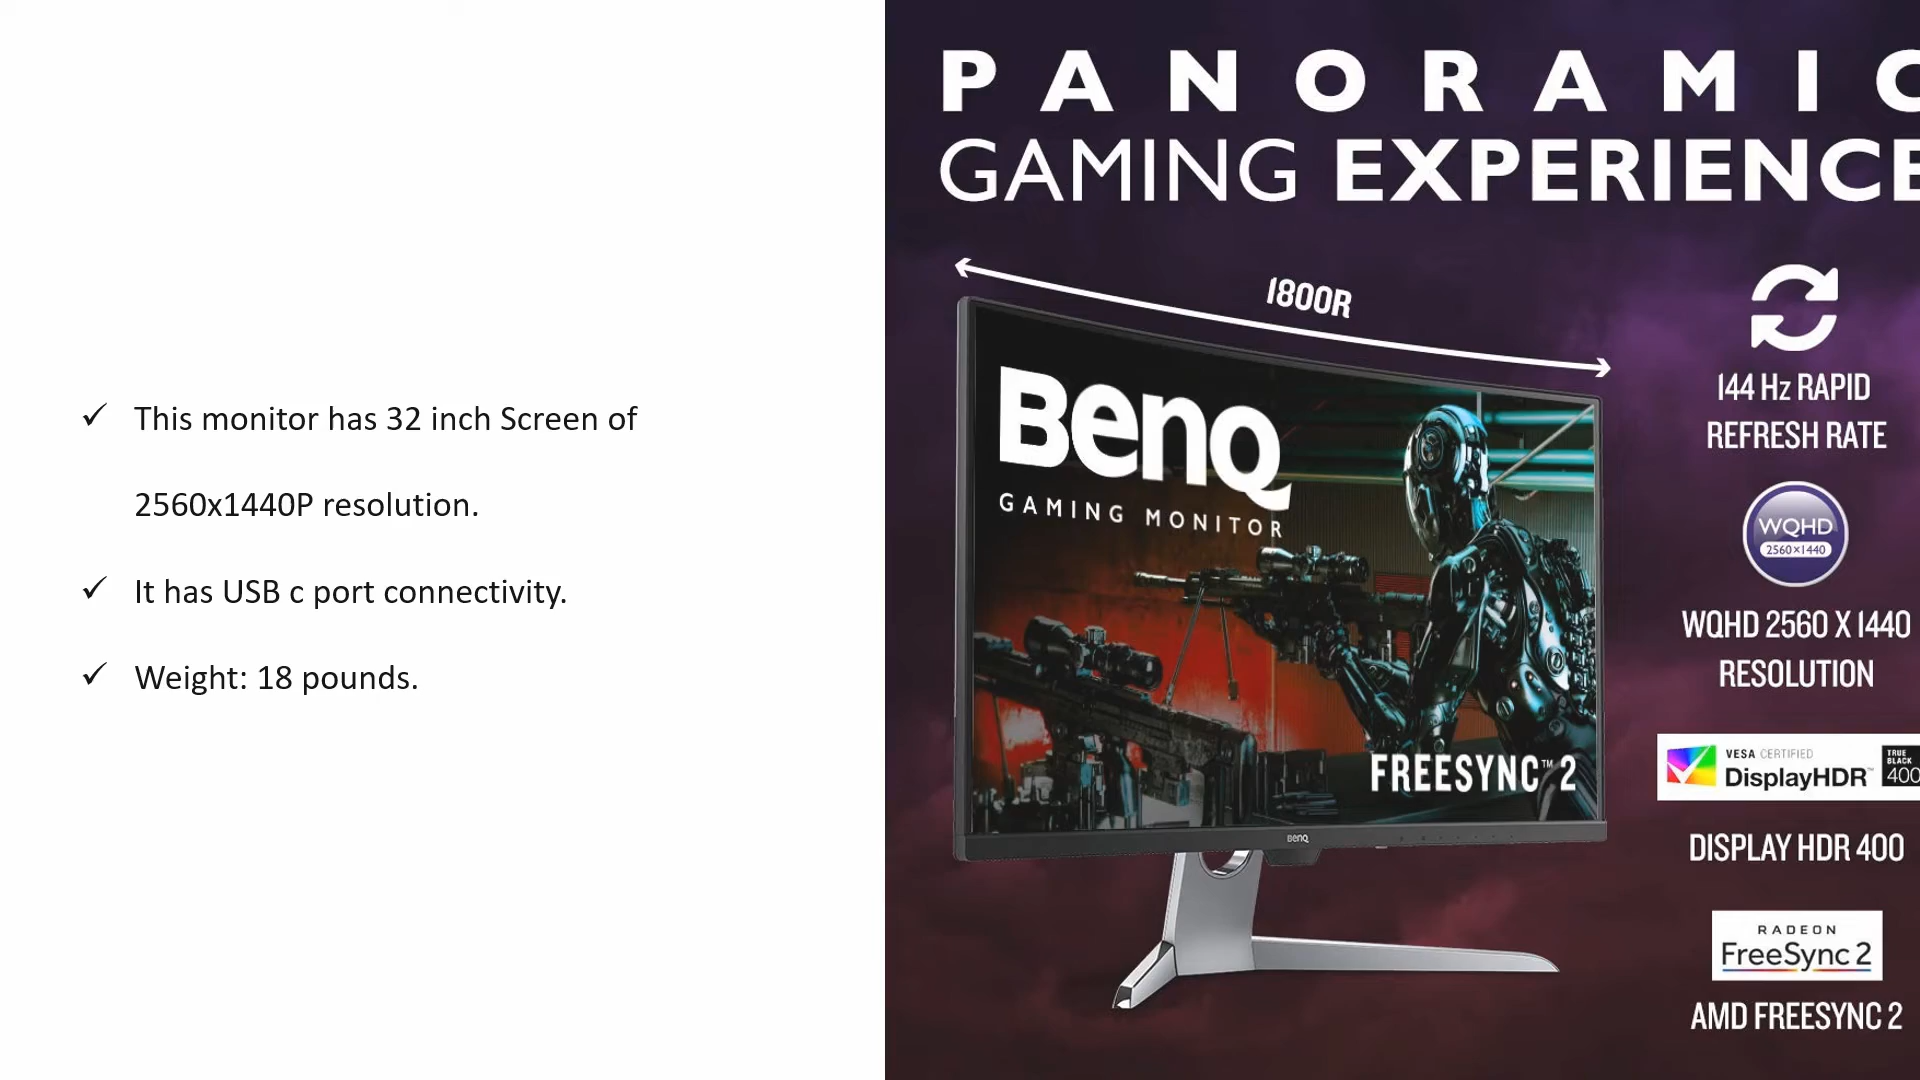 This monitor has 32 inch Screen of
2560x1440P resolution.
It has USB c port connectivity.
Weight: 18 pounds.
PANORAMIC
GAMING EXPERIENCE
1800R
BenQ
GAMING MONITOR
FREESYNC™ 2
BenQ
144 Hz RAPID
REFRESH RATE
WQHD
2560×1440
WQHD 2560 X 1440
RESOLUTION
VESA CERTIFIED
DisplayHDR™
TRUE
BLACK
400
DISPLAY HDR 400
RADEON
FreeSync 2
AMD FREESYNC 2